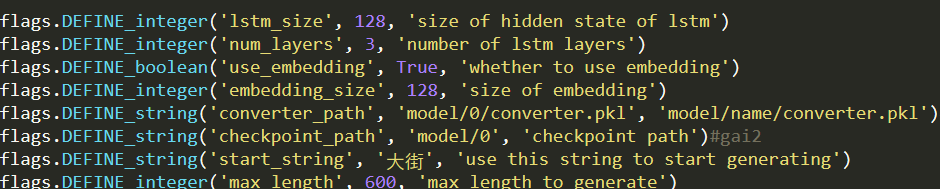 flags.DEFINE_integer('lstm_size', 128, 'size of hidden state of lstm')
flags.DEFINE_integer('num_layers', 3, 'number of lstm layers')
flags.DEFINE_boolean('use_embedding', True, 'whether to use embedding')
flags.DEFINE_integer('embedding_size', 128, 'size of embedding')
flags.DEFINE_string('converter_path', 'model/0/converter.pkl', 'model/name/converter.pkl')
flags.DEFINE_string('checkpoint_path', 'model/0', 'checkpoint path')#gai2
flags.DEFINE_string('start_string', '大街', 'use this string to start generating')
flags.DEFINE_integer('max_length', 600, 'max length to generate')